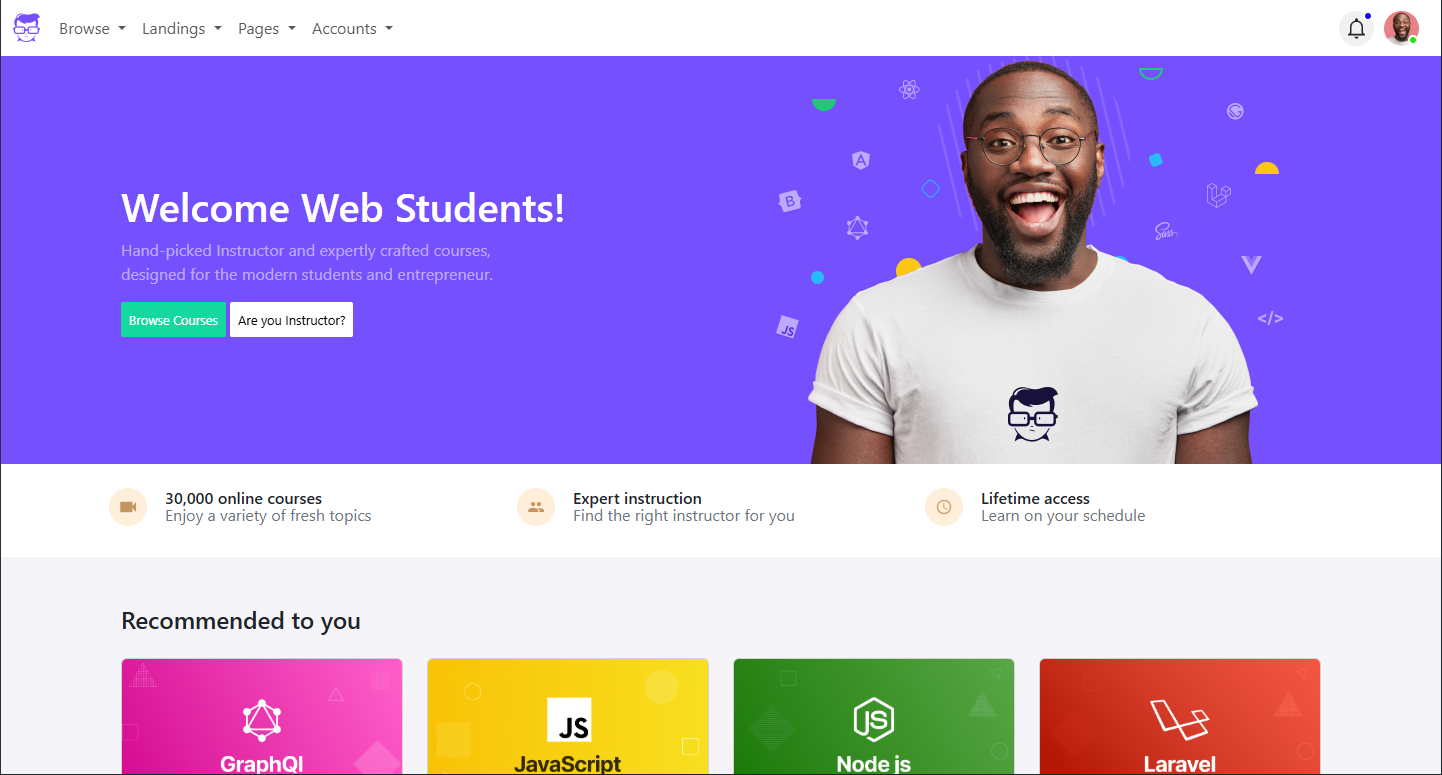 Browse Landings Pages Accounts
Welcome Web Students!
Hand-picked Instructor and expertly crafted courses,
designed for the modern students and entrepreneur.
Browse Courses Are you Instructor?
B
JS
Sass
</>
30,000 online courses
Enjoy a variety of fresh topics
Expert instruction
Find the right instructor for you
Lifetime access
Learn on your schedule
Recommended to you
JS
GraphQl
JavaScript
JS
Node js
Laravel